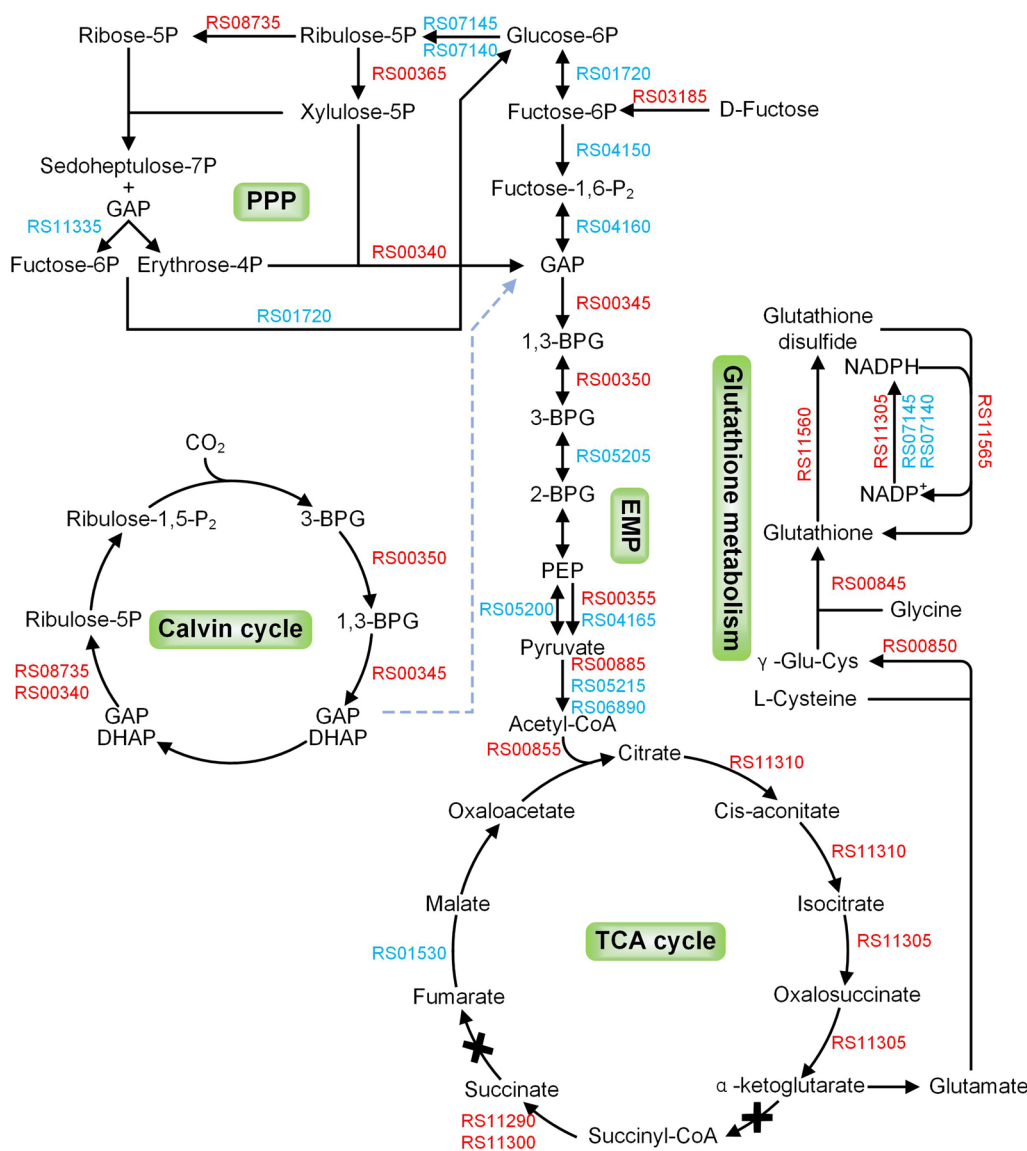 Ribose-5P
RS08735
Ribulose-5P
RS07145
RS07140
Glucose-6P
RS00365
RS01720
Xylulose-5P
Fuctose-6P
RS03185
D-Fuctose
Sedoheptulose-7P
+
GAP
PPP
RS04150
Fuctose-1,6-P2
RS11335
RS04160
Fuctose-6P
Erythrose-4P
RS00340
GAP
RS01720
RS00345
1,3-BPG
RS00350
3-BPG
RS05205
2-BPG
EMP
PEP
RS05200
RS00355
RS04165
Pyruvate
RS00885
RS05215
RS06890
Acetyl-CoA
RS00855
CO2
Ribulose-1,5-P2
3-BPG
RS00350
Ribulose-5P
Calvin cycle
1,3-BPG
RS08735
RS00340
RS00345
GAP
DHAP
GAP
DHAP
Glutathione metabolism
Glutathione
disulfide
NADPH
RS11560
RS11305
RS07145
RS07140
RS11565
NADP+
Glutathione
RS00845
Glycine
γ-Glu-Cys
RS00850
L-Cysteine
Citrate
RS11310
Oxaloacetate
Cis-aconitate
RS11310
Malate
Isocitrate
TCA cycle
RS01530
RS11305
Fumarate
Oxalosuccinate
RS11305
Succinate
α-ketoglutarate
Glutamate
RS11290
RS11300
Succinyl-CoA